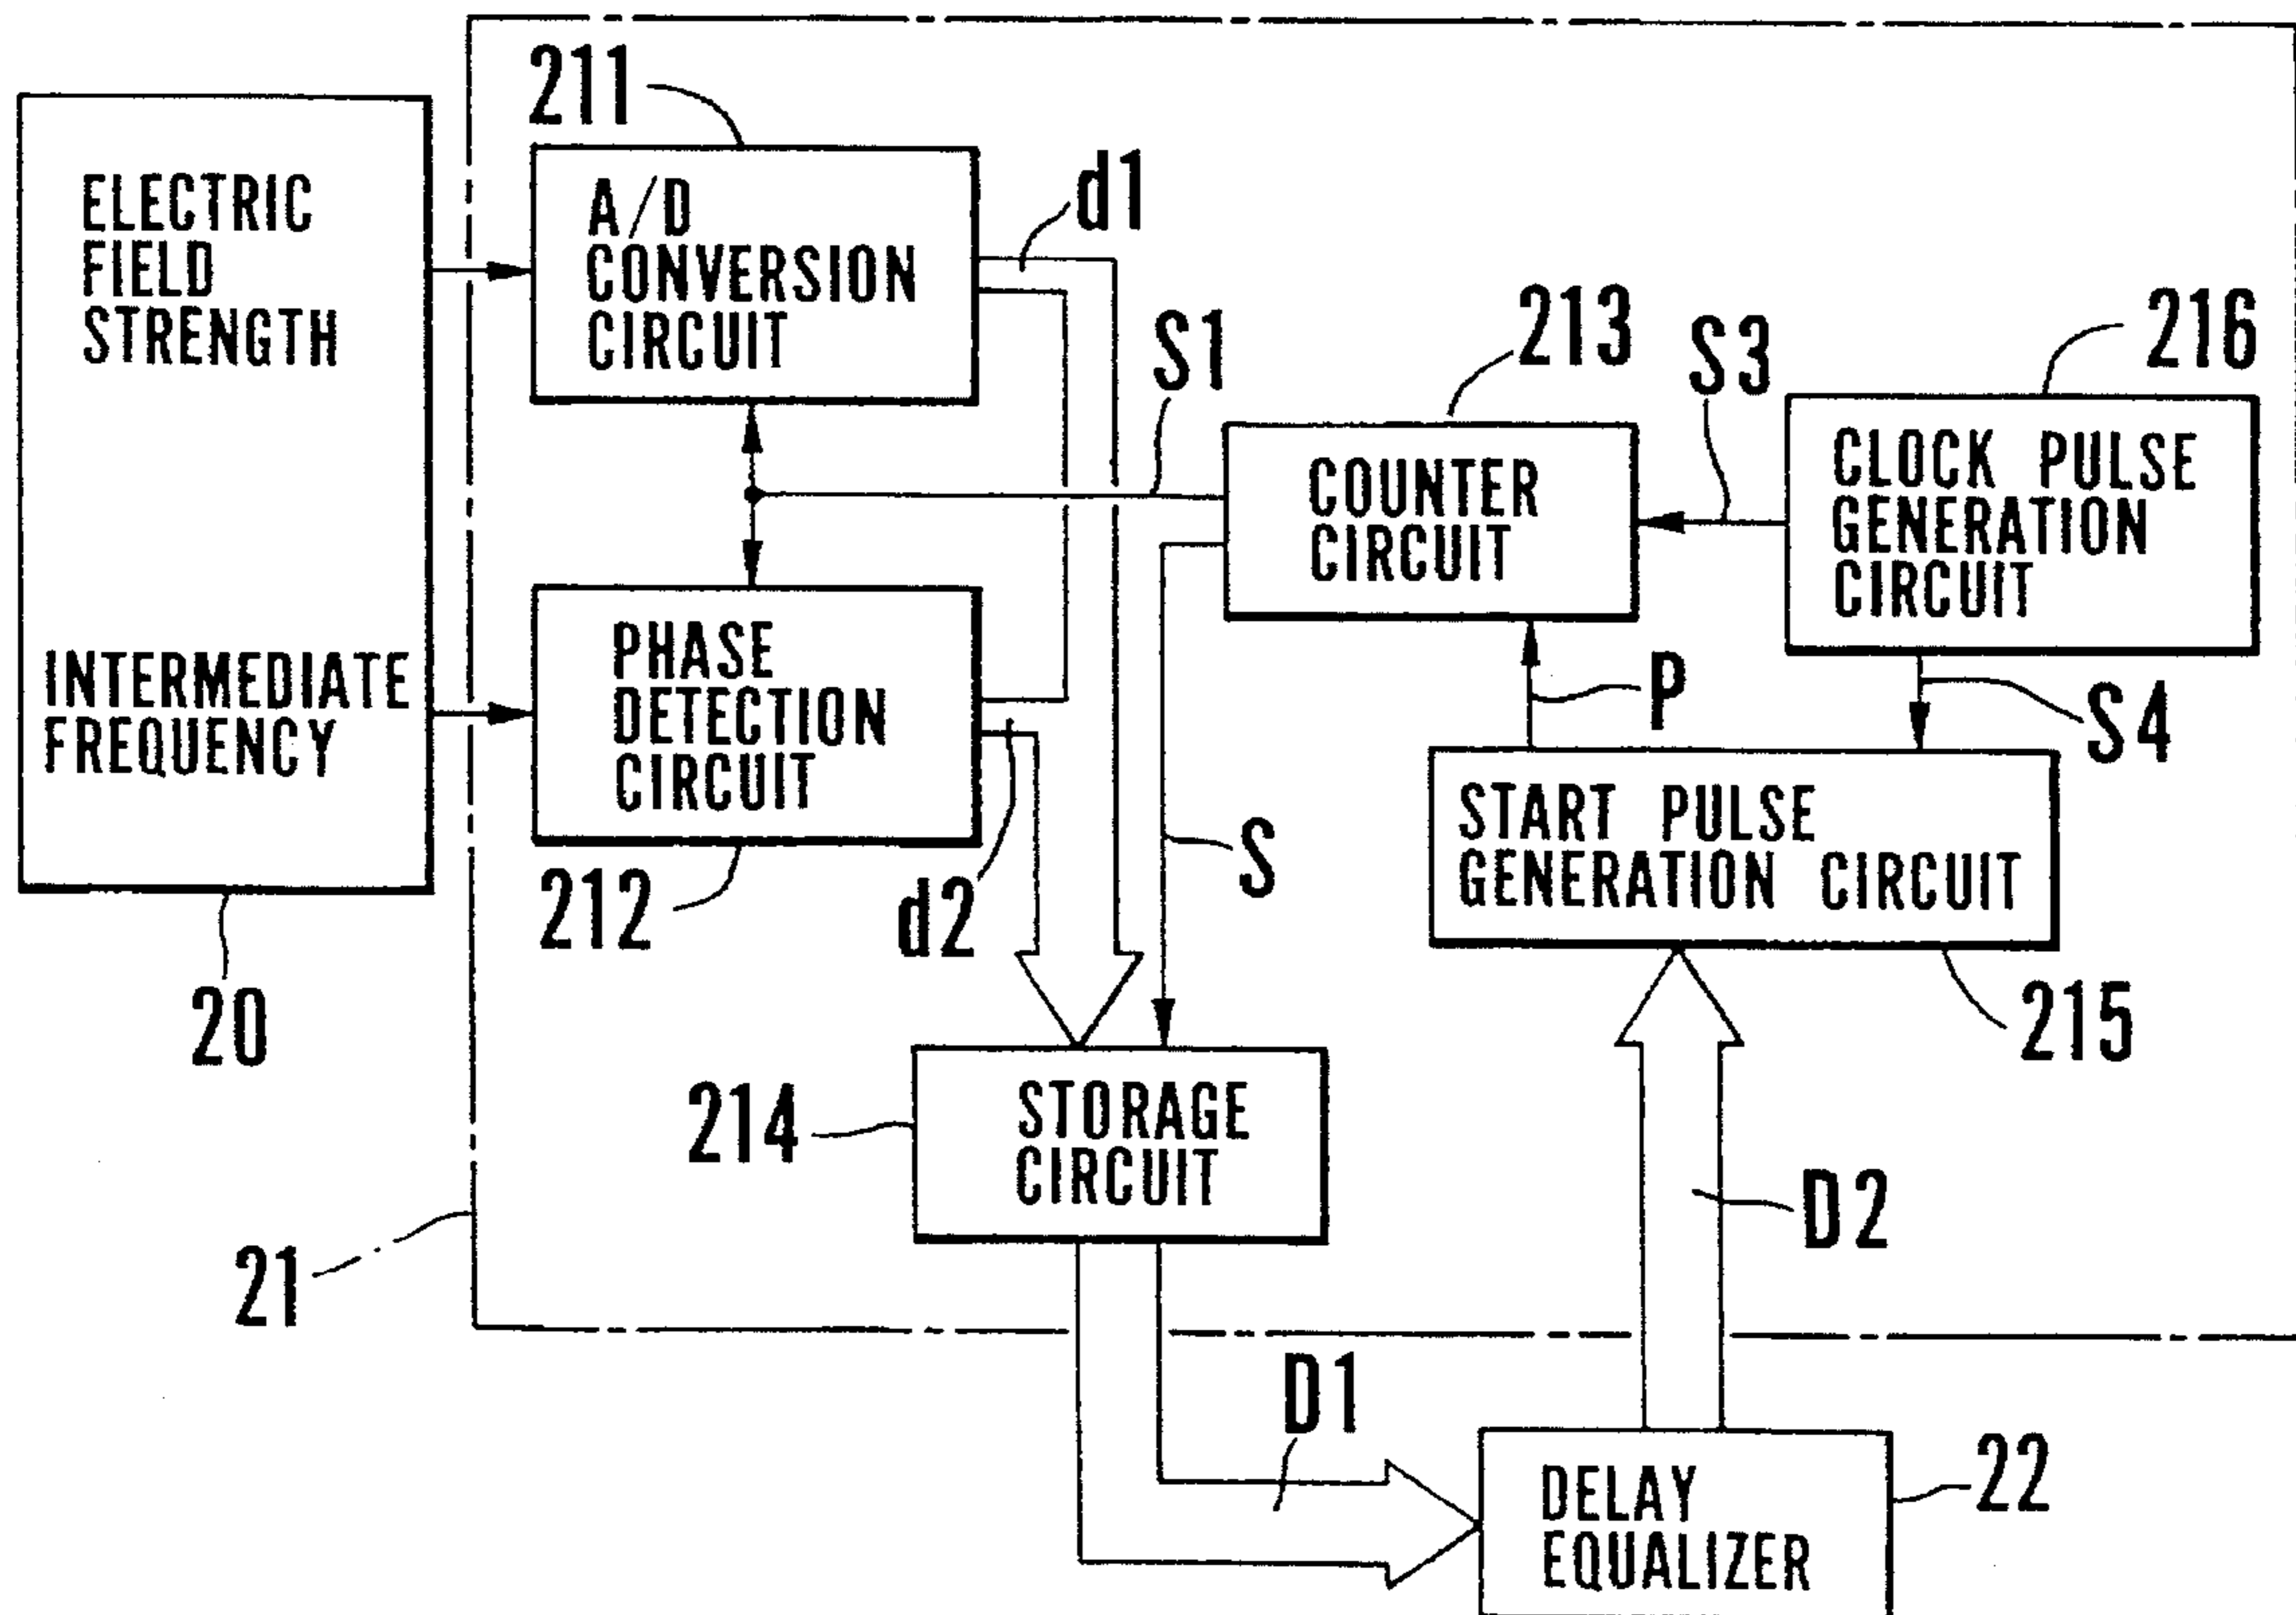 211
ELECTRIC
FIELD
STRENGTH
A/D
CONVERSION
CIRCUIT
d1
S1
213
S3
216
COUNTER
CIRCUIT
CLOCK PULSE
GENERATION
CIRCUIT
INTERMEDIATE
FREQUENCY
PHASE
DETECTION
CIRCUIT
P
S4
START PULSE
GENERATION CIRCUIT
212
d2
S
20
215
214
STORAGE
CIRCUIT
D2
21
D1
DELAY
EQUALIZER
22